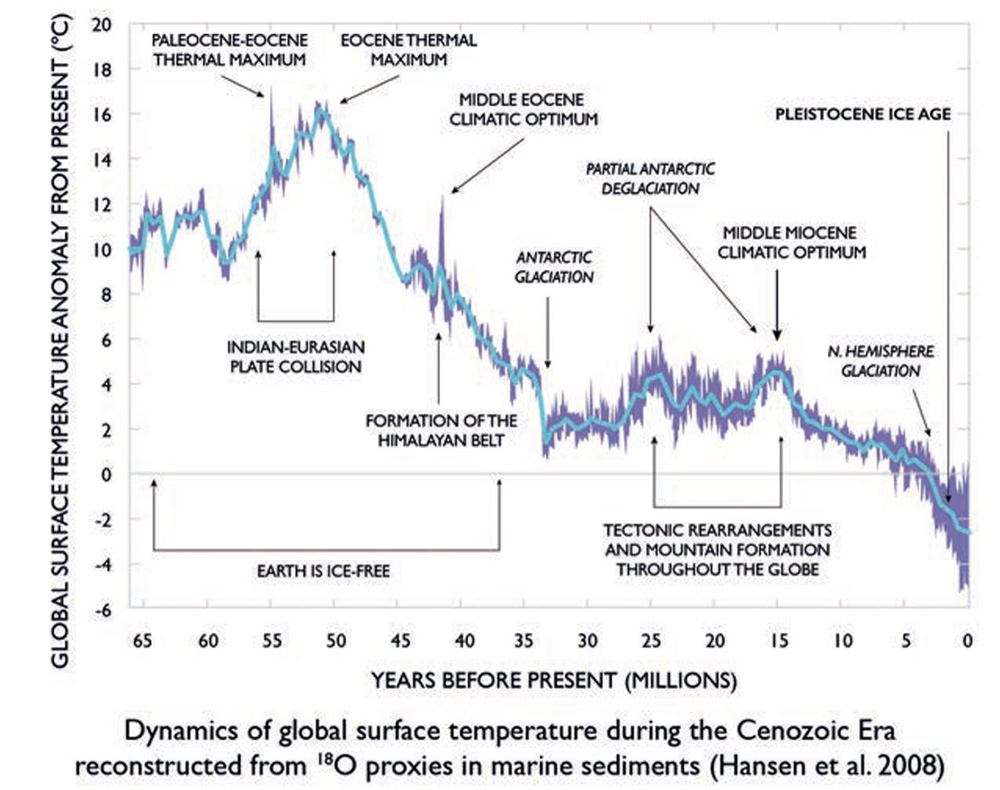 GLOBAL SURFACE TEMPERATURE ANOMALY FROM PRESENT (°C)
20
18
16
14
12
10
8
6
4
2
0
-2
-4
-6
PALEOCENE-EOCENE
THERMAL MAXIMUM
EOCENE THERMAL
MAXIMUM
MIDDLE EOCENE
CLIMATIC OPTIMUM
PLEISTOCENE ICE AGE
PARTIAL ANTARCTIC
DEGLACIATION
MIDDLE MIOCENE
CLIMATIC OPTIMUM
ANTARCTIC
GLACIATION
INDIAN-EURASIAN
PLATE COLLISION
N. HEMISPHERE
GLACIATION
FORMATION OF THE
HIMALAYAN BELT
TECTONIC REARRANGEMENTS
AND MOUNTAIN FORMATION
THROUGHOUT THE GLOBE
EARTH IS ICE-FREE
65 60 55 50 45 40 35 30 25 20 15 10 5 0
YEARS BEFORE PRESENT (MILLIONS)
Dynamics of global surface temperature during the Cenozoic Era
reconstructed from ¹⁸O proxies in marine sediments (Hansen et al. 2008)